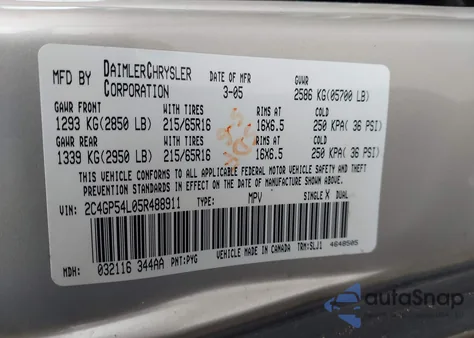 MFD BY DAIMLERCHRYSLER CORPORATION DATE OF MFR 3-05 GVWR 2586 KG(05700 LB)
GAWR FRONT WITH TIRES RIMS AT COLD
1293 KG(2850 LB) 215/65R16 16X6.5 250 KPA( 36 PSI)
GAWR REAR WITH TIRES RIMS AT COLD
1339 KG(2950 LB) 215/65R16 16X6.5 250 KPA( 36 PSI)
THIS VEHICLE CONFORMS TO ALL APPLICABLE FEDERAL MOTOR VEHICLE SAFETY AND
THEFT PREVENTION STANDARDS IN EFFECT ON THE DATE OF MANUFACTURE SHOWN ABOVE.
VIN: 2C4GP54L05R488911 TYPE: MPV SINGLE X DUAL
VEHICLE MADE IN CANADA TRM:SLJ1 4648505
MDH: 032116 344AA PNT:PYG
autaSnap